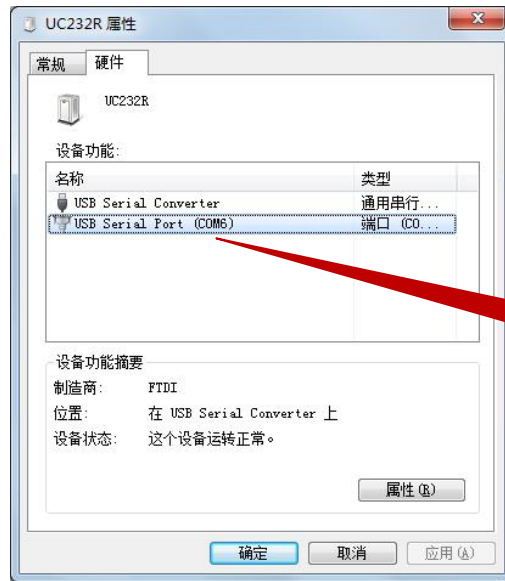 UC232R 属性
常规 硬件
UC232R
设备功能:
名称 类型
USB Serial Converter 通用串行...
USB Serial Port (COM6) 端口 (CO...
设备功能摘要
制造商: FTDI
位置: 在 USB Serial Converter 上
设备状态: 这个设备运转正常。
属性(R)
确定 取消 应用(A)